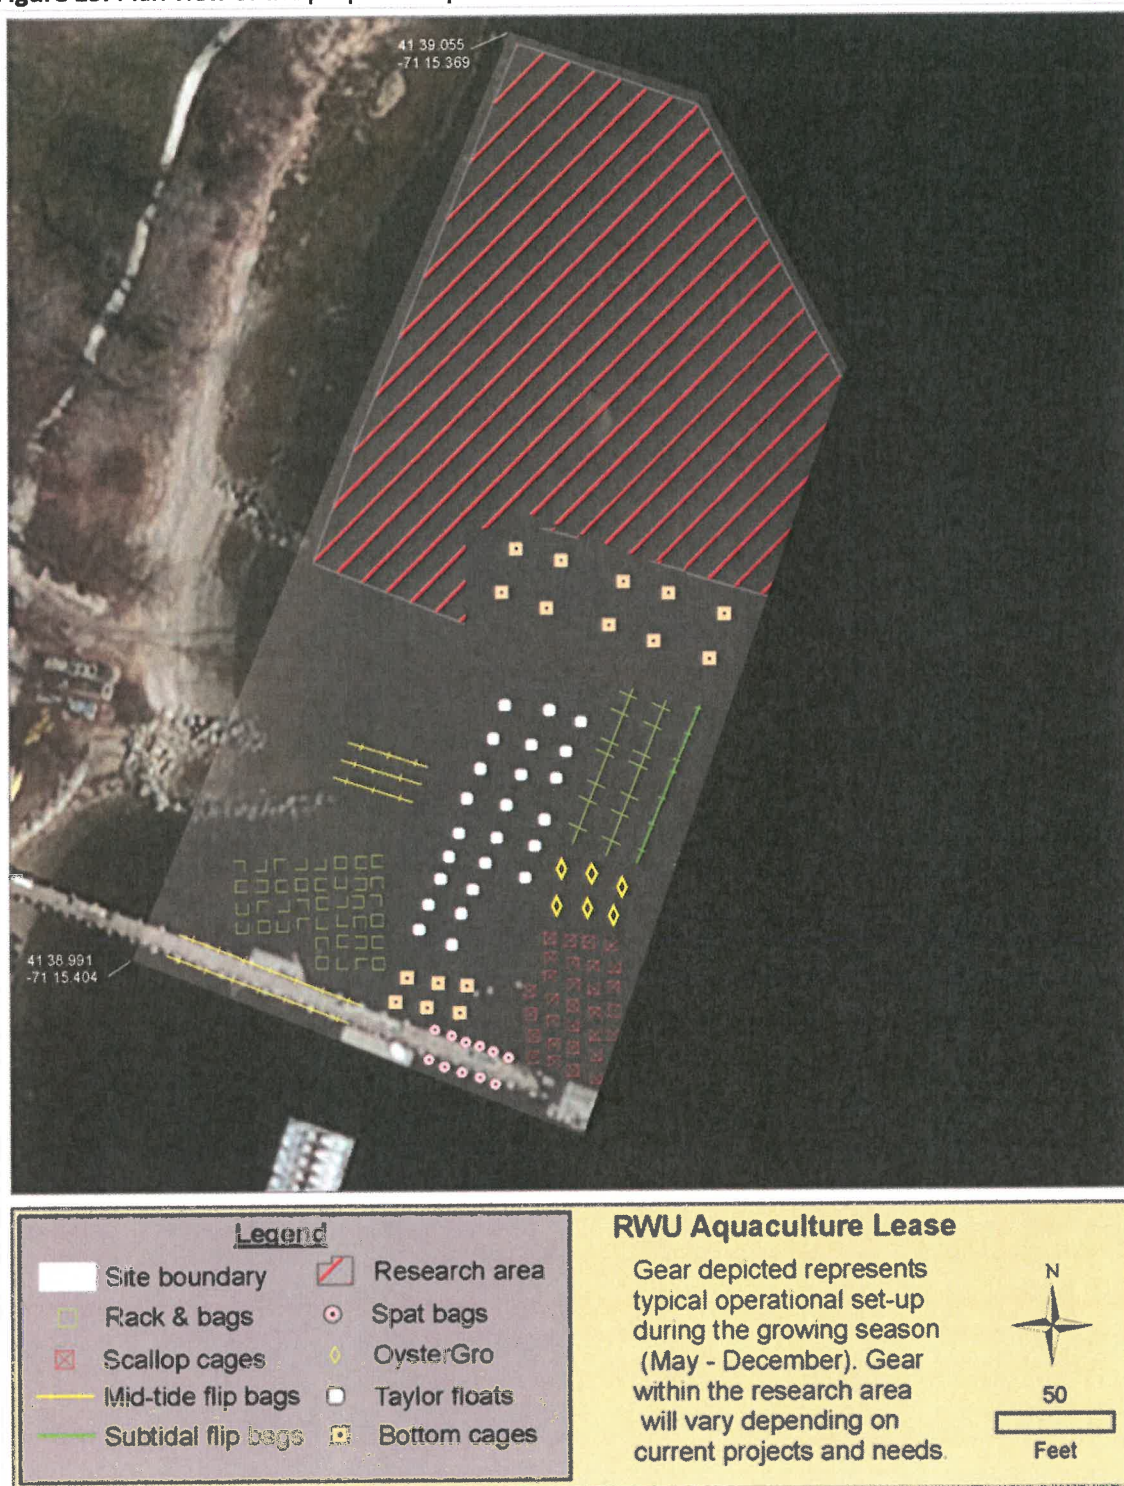 41 39.055
-71 15.369
41 38.991
-71 15.404
Legend
Site boundary
Research area
Rack & bags
Spat bags
Scallop cages
OysterGro
Mid-tide flip bags
Taylor floats
Subtidal flip bags
Bottom cages
RWU Aquaculture Lease
Gear depicted represents
typical operational set-up
during the growing season
(May - December). Gear
within the research area
will vary depending on
current projects and needs.
N
50
Feet